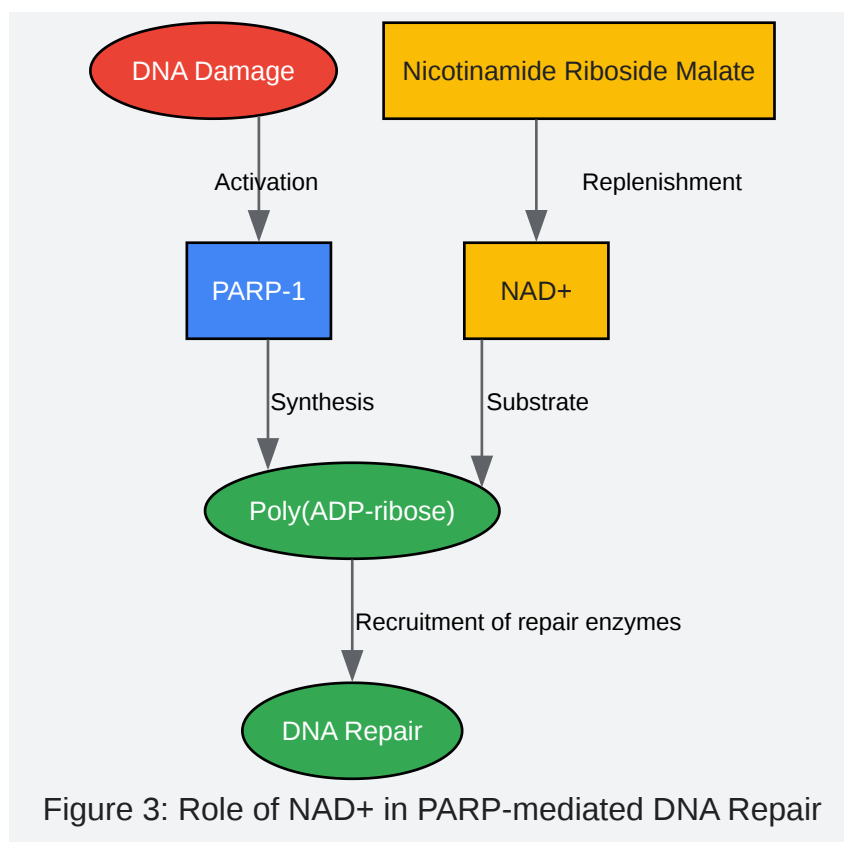 DNA Damage
Nicotinamide Riboside Malate
Activation
Replenishment
PARP-1
NAD+
Synthesis
Substrate
Poly(ADP-ribose)
Recruitment of repair enzymes
DNA Repair
Figure 3: Role of NAD+ in PARP-mediated DNA Repair